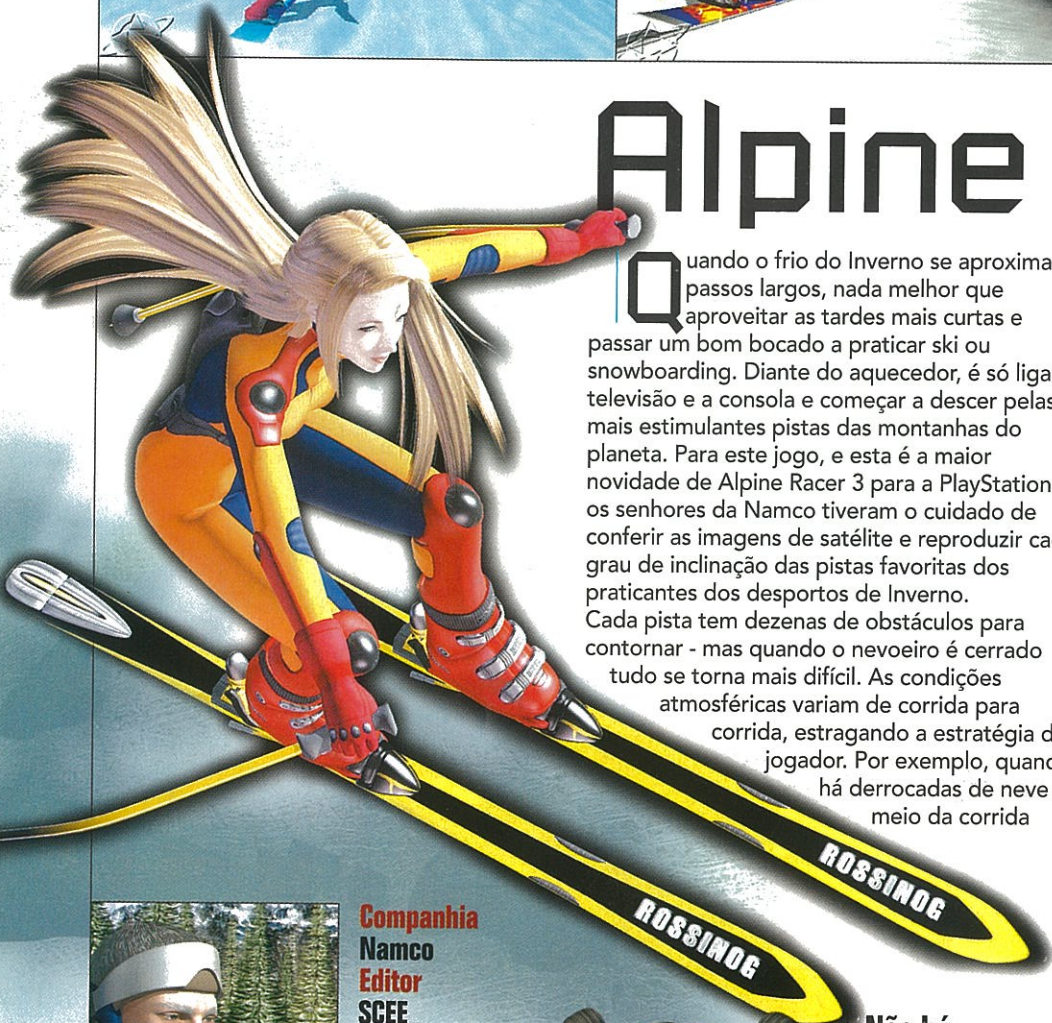 Alpine
Quando o frio do Inverno se aproxima
passos largos, nada melhor que
aproveitar as tardes mais curtas e
passar um bom bocado a praticar ski ou
snowboarding. Diante do aquecedor, é só liga
televisão e a consola e começar a descer pelas
mais estimulantes pistas das montanhas do
planeta. Para este jogo, e esta é a maior
novidade de Alpine Racer 3 para a PlayStation
os senhores da Namco tiveram o cuidado de
conferir as imagens de satélite e reproduzir ca
grau de inclinação das pistas favoritas dos
praticantes dos desportos de Inverno.
Cada pista tem dezenas de obstáculos para
contornar - mas quando o nevoeiro é cerrado
tudo se torna mais difícil. As condições
atmosféricas variam de corrida para
corrida, estragando a estratégia d
jogador. Por exemplo, quand
há derrocadas de neve
meio da corrida
ROSSINOG
ROSSINOG
Companhia
Namco
Editor
SCEE